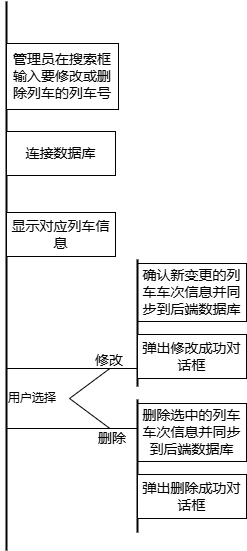 管理员在搜索框
输入要修改或删
除列车的列车号
连接数据库
显示对应列车信
息
确认新变更的列
车车次信息并同
步到后端数据库
弹出修改成功对
话框
修改
用户选择
删除
删除选中的列车
车次信息并同步
到后端数据库
弹出删除成功对
话框